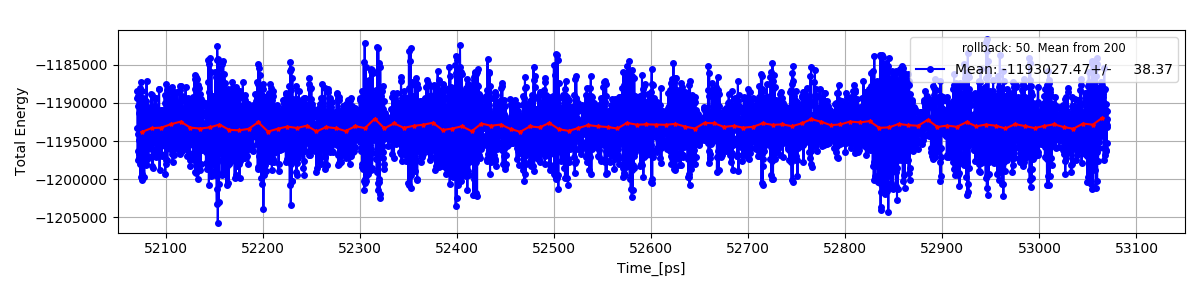 rollback: 50. Mean from 200
Mean: -1193027.47+/- 38.37
Total Energy
−1185000
−1190000
−1195000
−1200000
−1205000
52100 52200 52300 52400 52500 52600 52700 52800 52900 53000 53100
Time_[ps]